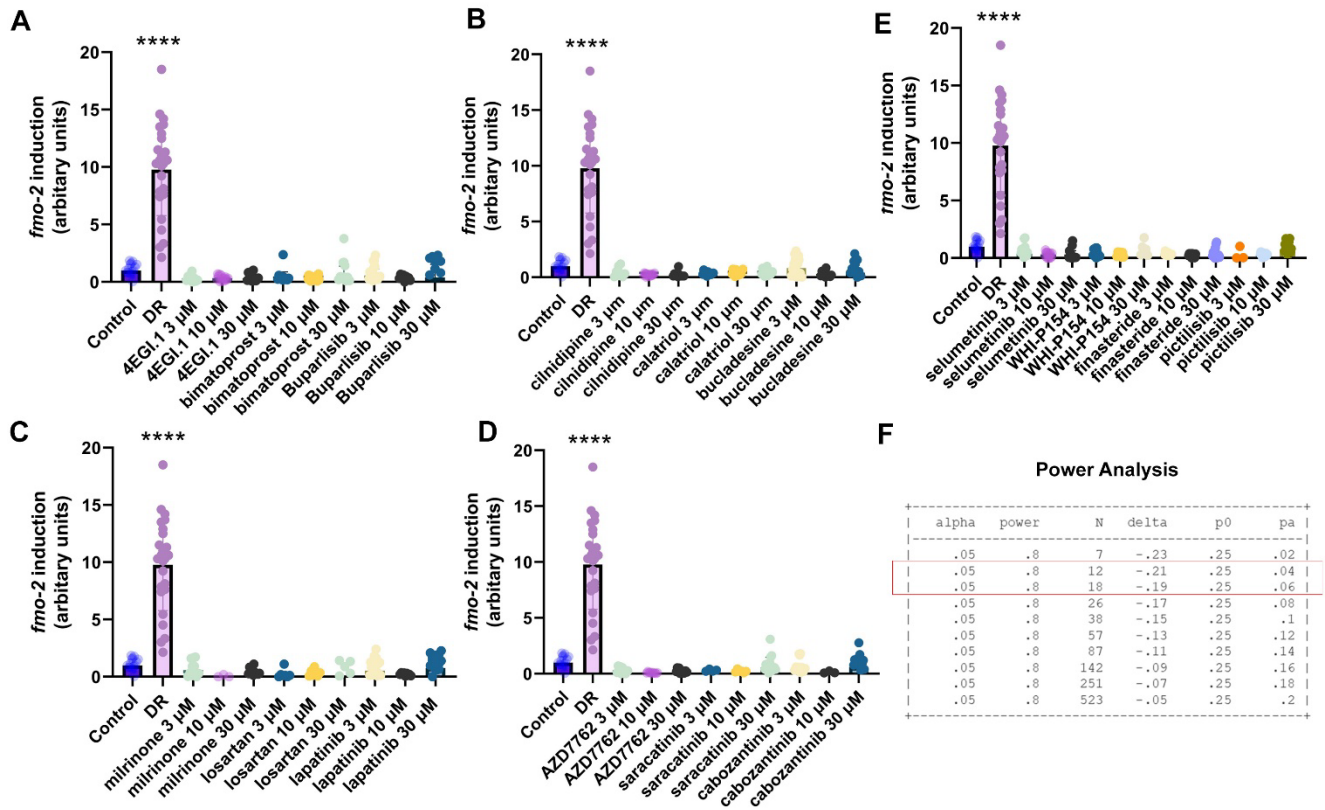 A
****
fmo-2 induction
(arbitary units)
20
15
10
5
0
Control
DR
4EGI.1 3 µM
4EGI.1 10 µM
4EGI.1 30 µM
bimatoprost 3 µM
bimatoprost 10 µM
bimatoprost 30 µM
Buparlisib 3 µM
Buparlisib 10 µM
Buparlisib 30 µM
B
****
fmo-2 induction
(arbitary units)
20
15
10
5
0
Control
DR
cilnidipine 3 µm
cilnidipine 10 µm
cilnidipine 30 µm
calatriol 3 µm
calatriol 10 µm
calatriol 30 µm
bucladesine 3 µM
bucladesine 10 µM
bucladesine 30 µM
E
****
fmo-2 induction
(arbitary units)
20
15
10
5
0
Control
DR
selumetinib 3 µM
selumetinib 10 µM
selumetinib 30 µM
WHI-P154 3 µM
WHI-P154 10 µM
WHI-P154 30 µM
finasteride 3 µM
finasteride 10 µM
finasteride 30 µM
pictilisib 3 µM
pictilisib 10 µM
pictilisib 30 µM
C
****
fmo-2 induction
(arbitary units)
20
15
10
5
0
Control
DR
milrinone 3 µM
milrinone 10 µM
milrinone 30 µM
losartan 3 µM
losartan 10 µM
losartan 30 µM
lapatinib 3 µM
lapatinib 10 µM
lapatinib 30 µM
D
****
fmo-2 induction
(arbitary units)
20
15
10
5
0
Control
DR
AZD7762 3 µM
AZD7762 10 µM
AZD7762 30 µM
saracatinib 3 µM
saracatinib 10 µM
saracatinib 30 µM
cabozantinib 3 µM
cabozantinib 10 µM
cabozantinib 30 µM
F
Power Analysis
alpha power N delta p0 pa
.05 .8 7 -.23 .25 .02
.05 .8 12 -.21 .25 .04
.05 .8 18 -.19 .25 .06
.05 .8 26 -.17 .25 .08
.05 .8 38 -.15 .25 .1
.05 .8 57 -.13 .25 .12
.05 .8 87 -.11 .25 .14
.05 .8 142 -.09 .25 .16
.05 .8 251 -.07 .25 .18
.05 .8 523 -.05 .25 .2